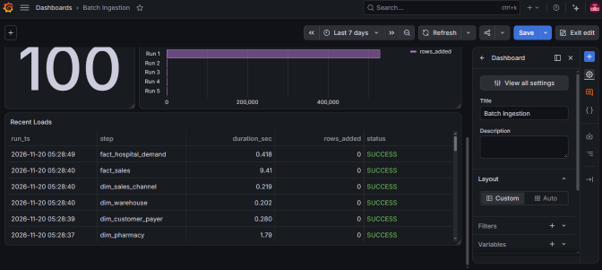 Dashboards › Batch Ingestion
Search...
ctrl+k
Last 7 days
Refresh
Save
Exit edit
100
Run 1
Run 2
Run 3
Run 4
Run 5
0
200,000
400,000
rows_added
Recent Loads
run_ts step duration_sec rows_added status
2026-11-20 05:28:49 fact_hospital_demand 0.418 0 SUCCESS
2026-11-20 05:28:40 fact_sales 9.41 0 SUCCESS
2026-11-20 05:28:40 dim_sales_channel 0.219 0 SUCCESS
2026-11-20 05:28:40 dim_warehouse 0.202 0 SUCCESS
2026-11-20 05:28:39 dim_customer_payer 0.280 0 SUCCESS
2026-11-20 05:28:37 dim_pharmacy 1.79 0 SUCCESS
Dashboard
View all settings
Title
Batch Ingestion
Description
Layout
Custom
Auto
Filters
Variables